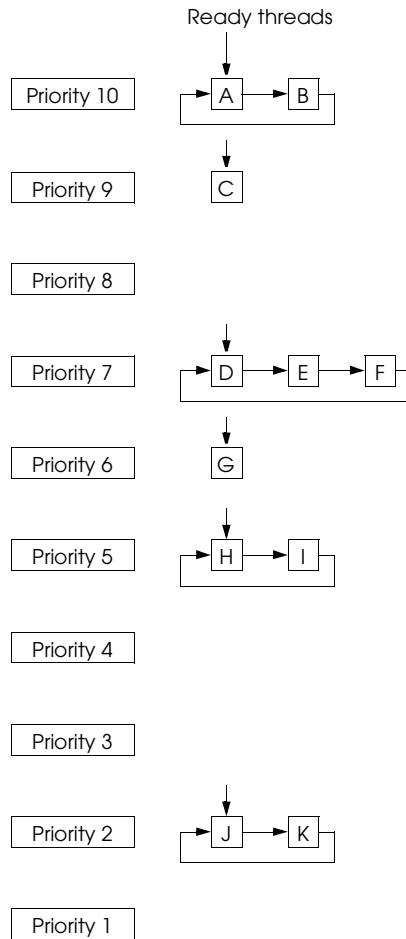 Ready threads
Priority 10 A B
Priority 9 C
Priority 8
Priority 7 D E F
Priority 6 G
Priority 5 H I
Priority 4
Priority 3
Priority 2 J K
Priority 1